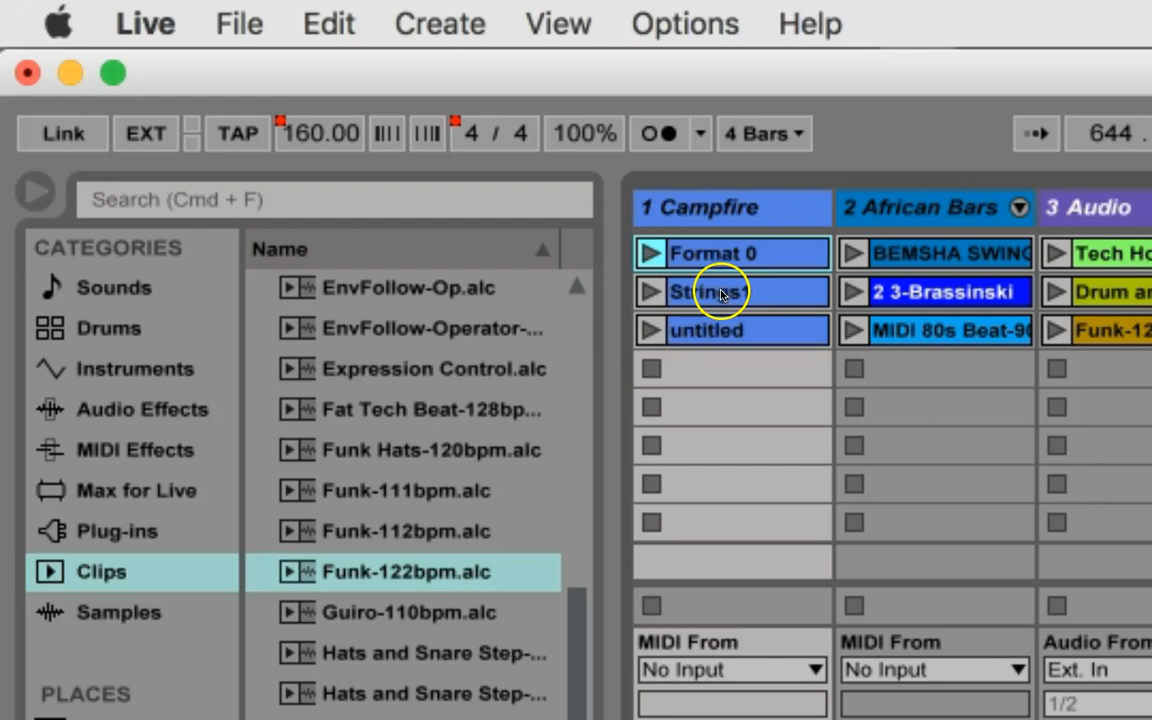 Live File Edit Create View Options Help
Link EXT TAP 160.00 4 / 4 100% 4 Bars 644 .
Search (Cmd + F)
CATEGORIES
Sounds
Drums
Instruments
Audio Effects
MIDI Effects
Max for Live
Plug-ins
Clips
Samples
PLACES
Name
EnvFollow-Op.alc
EnvFollow-Operator-...
Expression Control.alc
Fat Tech Beat-128bp...
Funk Hats-120bpm.alc
Funk-111bpm.alc
Funk-112bpm.alc
Funk-122bpm.alc
Guiro-110bpm.alc
Hats and Snare Step-...
Hats and Snare Step-...
1 Campfire 2 African Bars 3 Audio
Format 0 BEMSHA SWING Tech Ho
2 3-Brassinski Drum an
untitled MIDI 80s Beat-90 Funk-12
MIDI From MIDI From Audio From
No Input No Input Ext. In
1/2